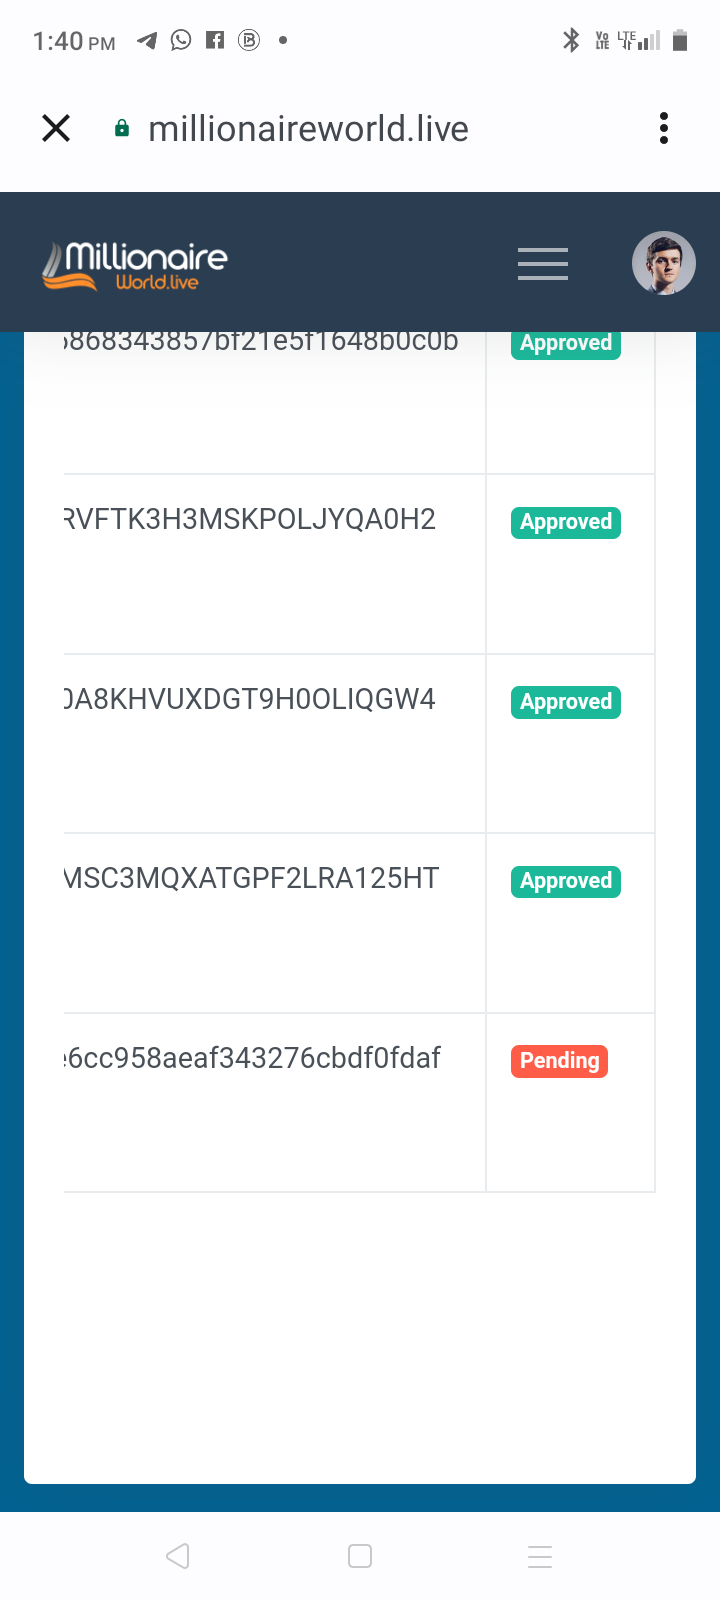 1:40 PM
Vo LTE LTE
millionaireworld.live
Millionaire
World.live
868343857bf21e5f1648b0c0b Approved
RVFTK3H3MSKPOLJYQA0H2 Approved
0A8KHVUXDGT9H0OLIQGW4 Approved
MSC3MQXATGPF2LRA125HT Approved
e6cc958aeaf343276cbdf0fdaf Pending